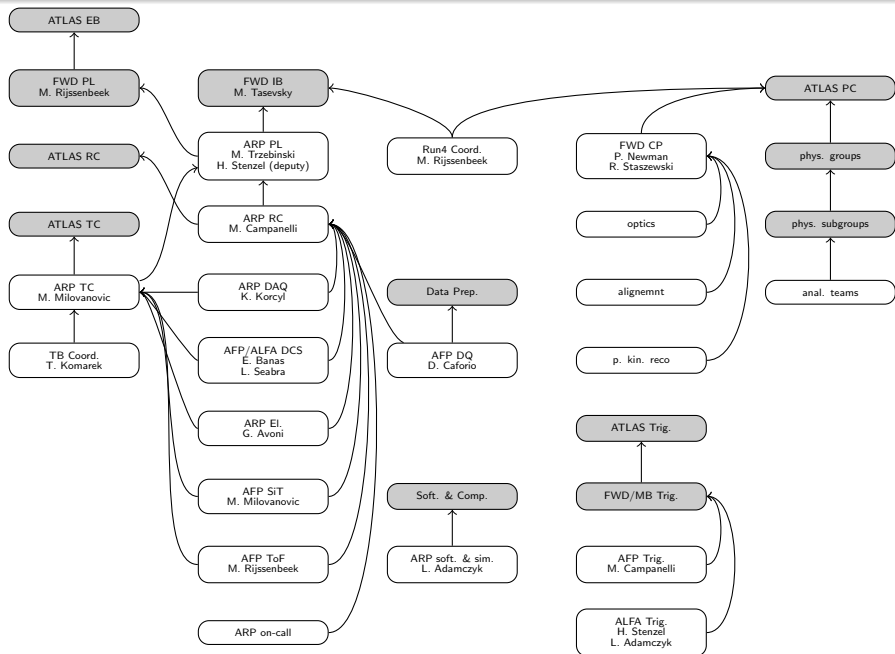 ATLAS EB
FWD PL
M. Rijssenbeek
FWD IB
M. Tasevsky
ATLAS PC
ARP PL
M. Trzebinski
H. Stenzel (deputy)
Run4 Coord.
M. Rijssenbeek
FWD CP
P. Newman
R. Staszewski
ATLAS RC
phys. groups
ARP RC
M. Campanelli
ATLAS TC
optics
phys. subgroups
ARP TC
M. Milovanovic
ARP DAQ
K. Korcyl
Data Prep.
alignemnt
anal. teams
TB Coord.
T. Komarek
AFP/ALFA DCS
E. Banas
L. Seabra
AFP DQ
D. Caforio
p. kin. reco
ARP El.
G. Avoni
ATLAS Trig.
AFP SiT
M. Milovanovic
Soft. & Comp.
FWD/MB Trig.
AFP ToF
M. Rijssenbeek
ARP soft. & sim.
L. Adamczyk
AFP Trig.
M. Campanelli
ARP on-call
ALFA Trig.
H. Stenzel
L. Adamczyk